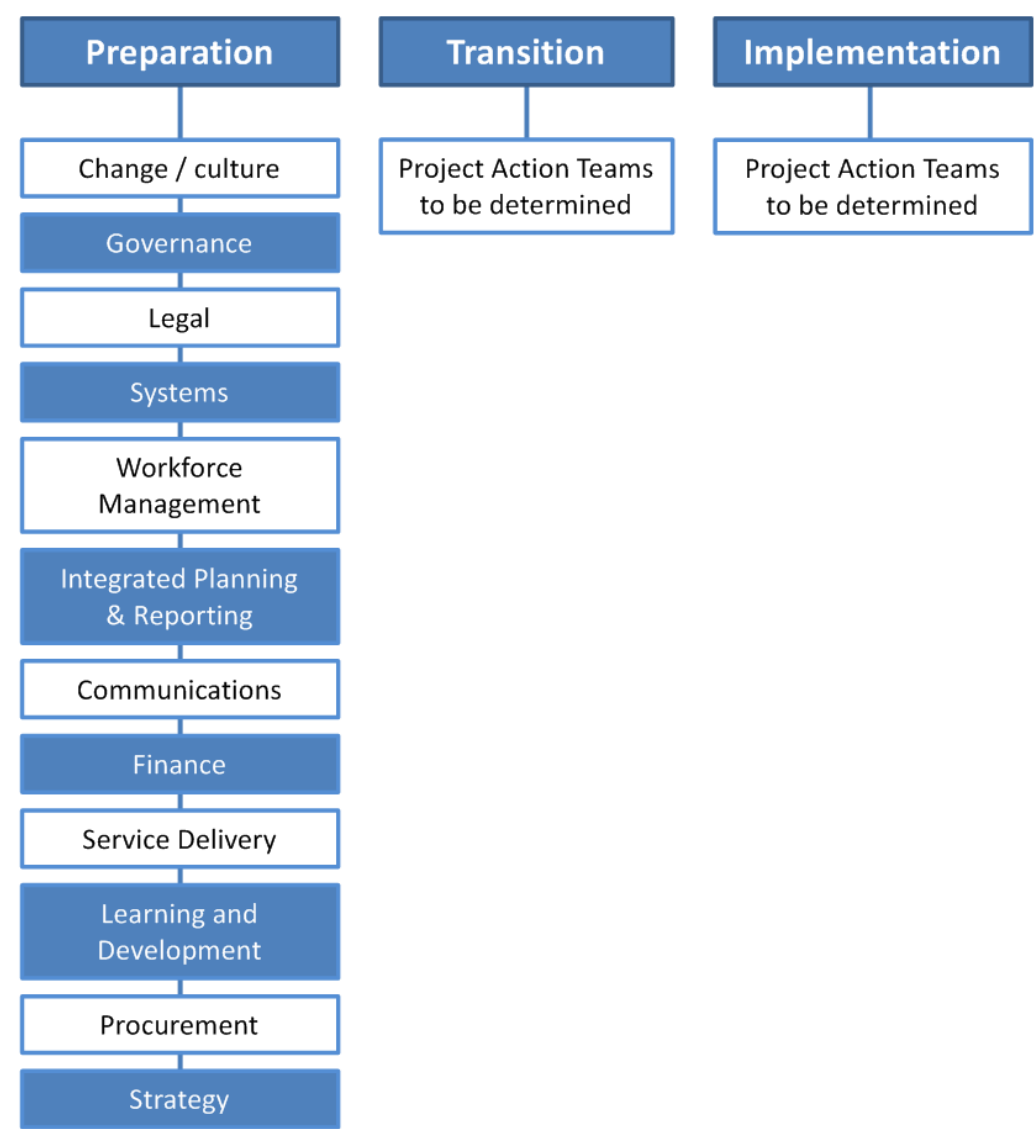 Preparation
Change / culture
Governance
Legal
Systems
Workforce
Management
Integrated Planning
& Reporting
Communications
Finance
Service Delivery
Learning and
Development
Procurement
Strategy
Transition
Project Action Teams
to be determined
Implementation
Project Action Teams
to be determined